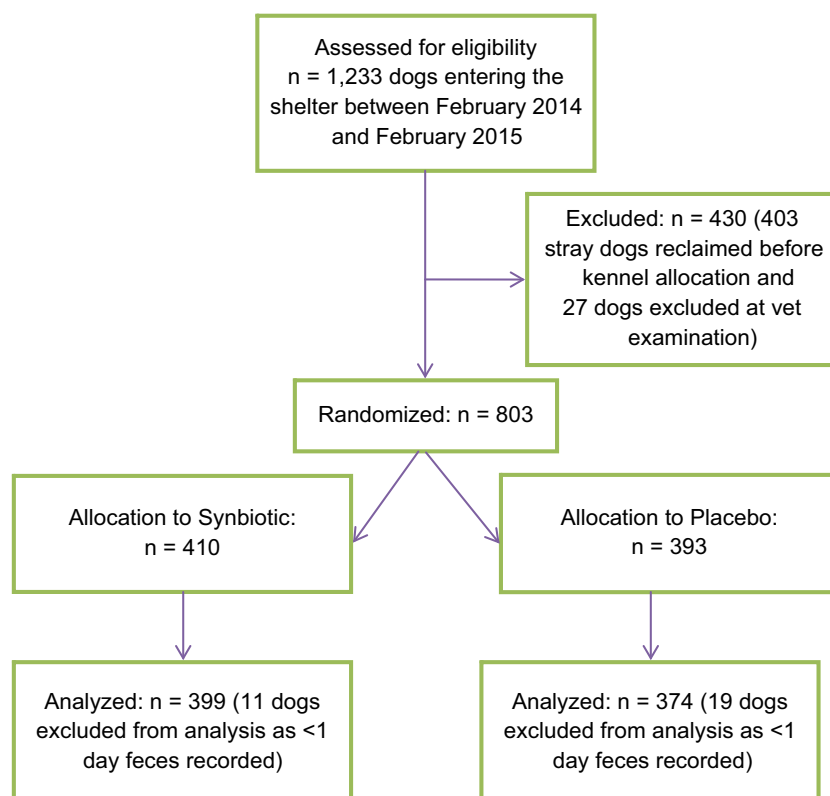 Assessed for eligibility
n = 1,233 dogs entering the
shelter between February 2014
and February 2015
Excluded: n = 430 (403
stray dogs reclaimed before
kennel allocation and
27 dogs excluded at vet
examination)
Randomized: n = 803
Allocation to Synbiotic:
n = 410
Allocation to Placebo:
n = 393
Analyzed: n = 399 (11 dogs
excluded from analysis as <1
day feces recorded)
Analyzed: n = 374 (19 dogs
excluded from analysis as <1
day feces recorded)